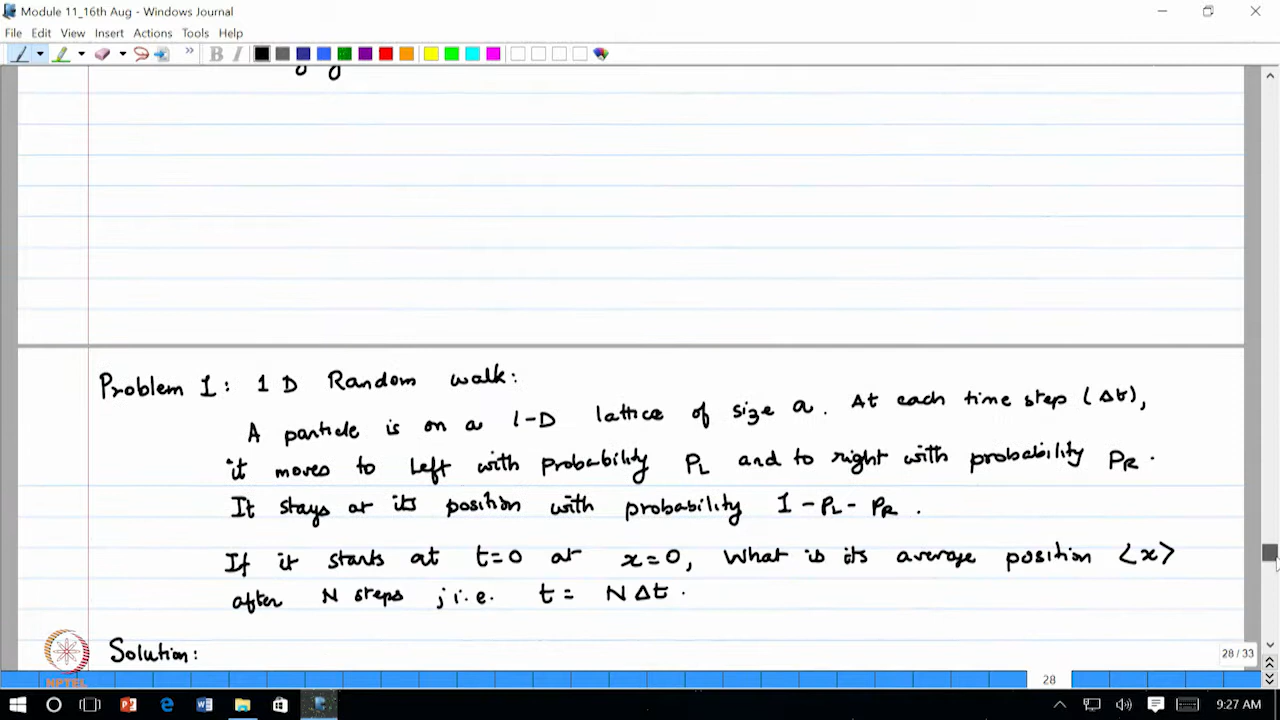 Module 11_16th Aug - Windows Journal
File Edit View Insert Actions Tools Help
B I
Problem 1: 1 D Random walk:
A particle is on a 1-D lattice of size a. At each time step (Δt),
it moves to left with probability PL and to right with probability PR.
It stays at its position with probability 1 - PL - PR.
If it starts at t=0 at x=0, What is its average position <x>
after N steps ; i.e. t = NΔt.
Solution:
NPTEL
28 / 33
28
9:27 AM